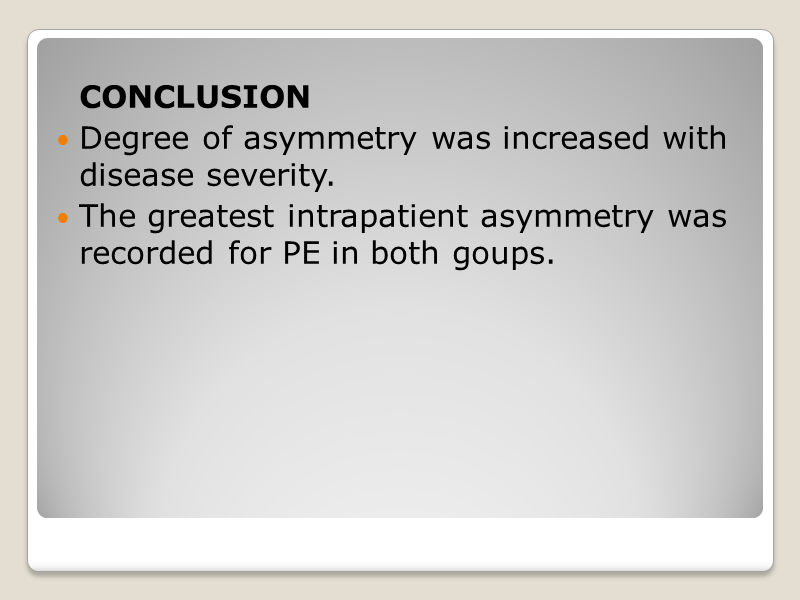 CONCLUSION
• Degree of asymmetry was increased with
disease severity.
• The greatest intrapatient asymmetry was
recorded for PE in both goups.